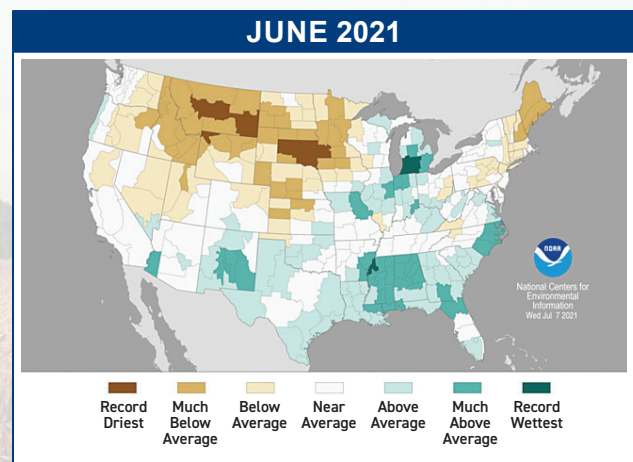 JUNE 2021
NOAA
National Centers for
Environmental
Information
Wed Jul 7 2021
Record
Driest
Much
Below
Average
Below
Average
Near
Average
Above
Average
Much
Above
Average
Record
Wettest